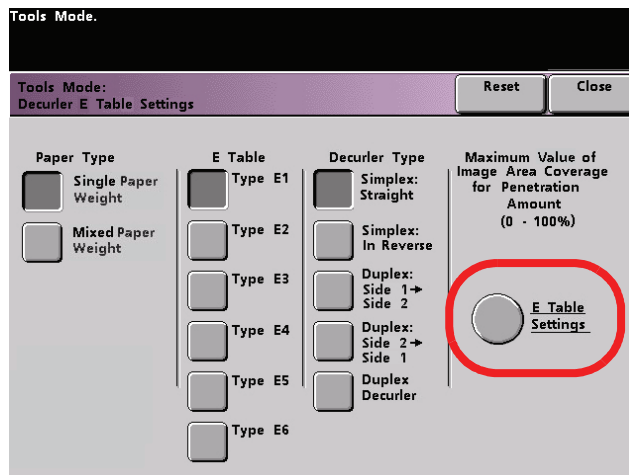 Tools Mode.
Tools Mode:
Decurler E Table Settings
Reset
Close
Paper Type
Single Paper
Weight
Mixed Paper
Weight
E Table
Type E1
Type E2
Type E3
Type E4
Type E5
Type E6
Decurler Type
Simplex:
Straight
Simplex:
In Reverse
Duplex:
Side 1→
Side 2
Duplex:
Side 2→
Side 1
Duplex
Decurler
Maximum Value of
Image Area Coverage
for Penetration
Amount
(0 - 100%)
E Table
Settings